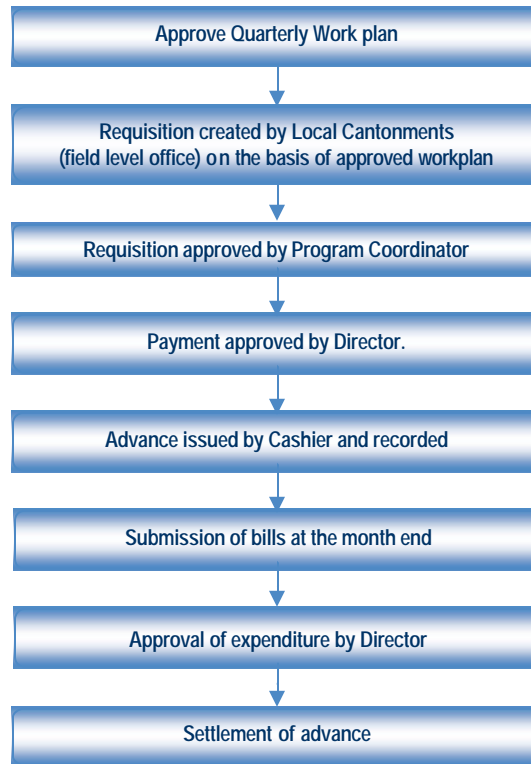 Approve Quarterly Work plan
Requisition created by Local Cantonments
(field level office) on the basis of approved workplan
Requisition approved by Program Coordinator
Payment approved by Director.
Advance issued by Cashier and recorded
Submission of bills at the month end
Approval of expenditure by Director
Settlement of advance